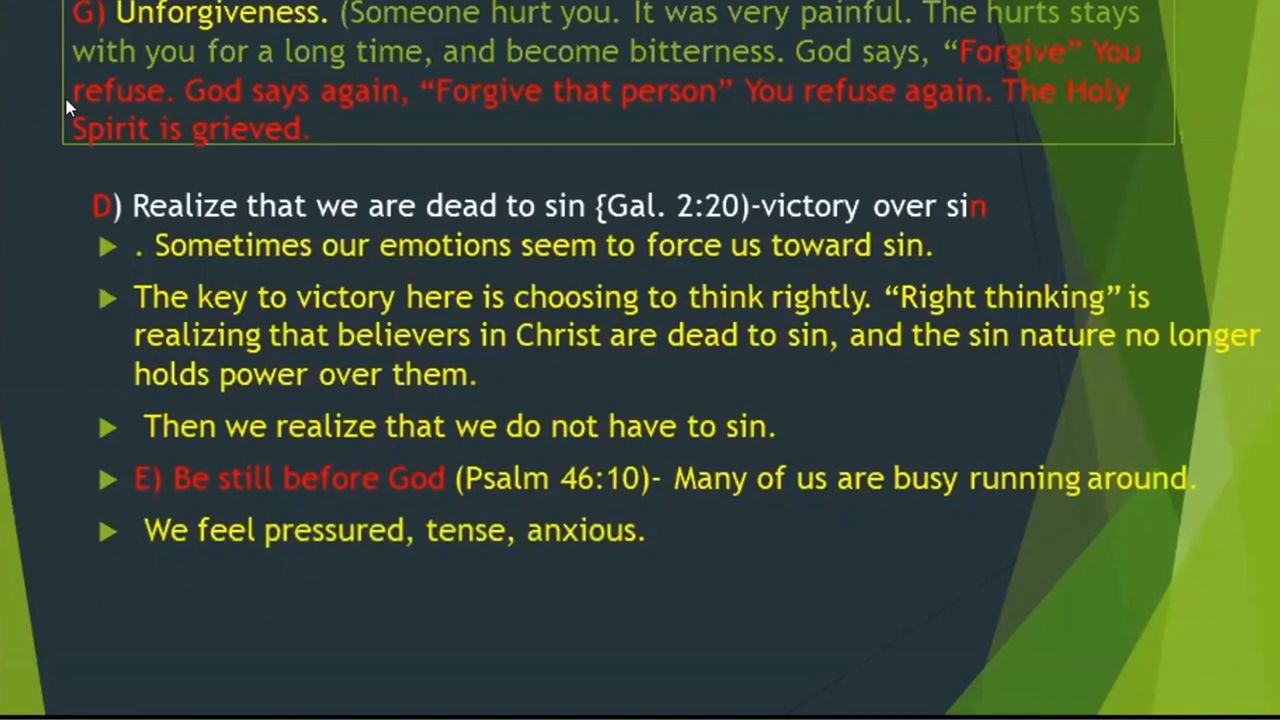 G) Unforgiveness. (Someone hurt you. It was very painful. The hurts stays
with you for a long time, and become bitterness. God says, “Forgive” You
refuse. God says again, “Forgive that person” You refuse again. The Holy
Spirit is grieved.
D) Realize that we are dead to sin {Gal. 2:20)-victory over sin
. Sometimes our emotions seem to force us toward sin.
The key to victory here is choosing to think rightly. “Right thinking” is
realizing that believers in Christ are dead to sin, and the sin nature no longer
holds power over them.
Then we realize that we do not have to sin.
E) Be still before God (Psalm 46:10)- Many of us are busy running around.
We feel pressured, tense, anxious.